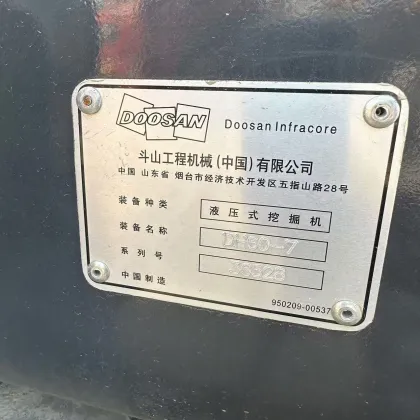 DOOSAN Doosan Infracore
斗山工程机械(中国)有限公司
中国 山东省 烟台市经济技术开发区五指山路28号
装备种类 液压式挖掘机
装备名称 DH60-7
系列号
中国制造
950209-00537